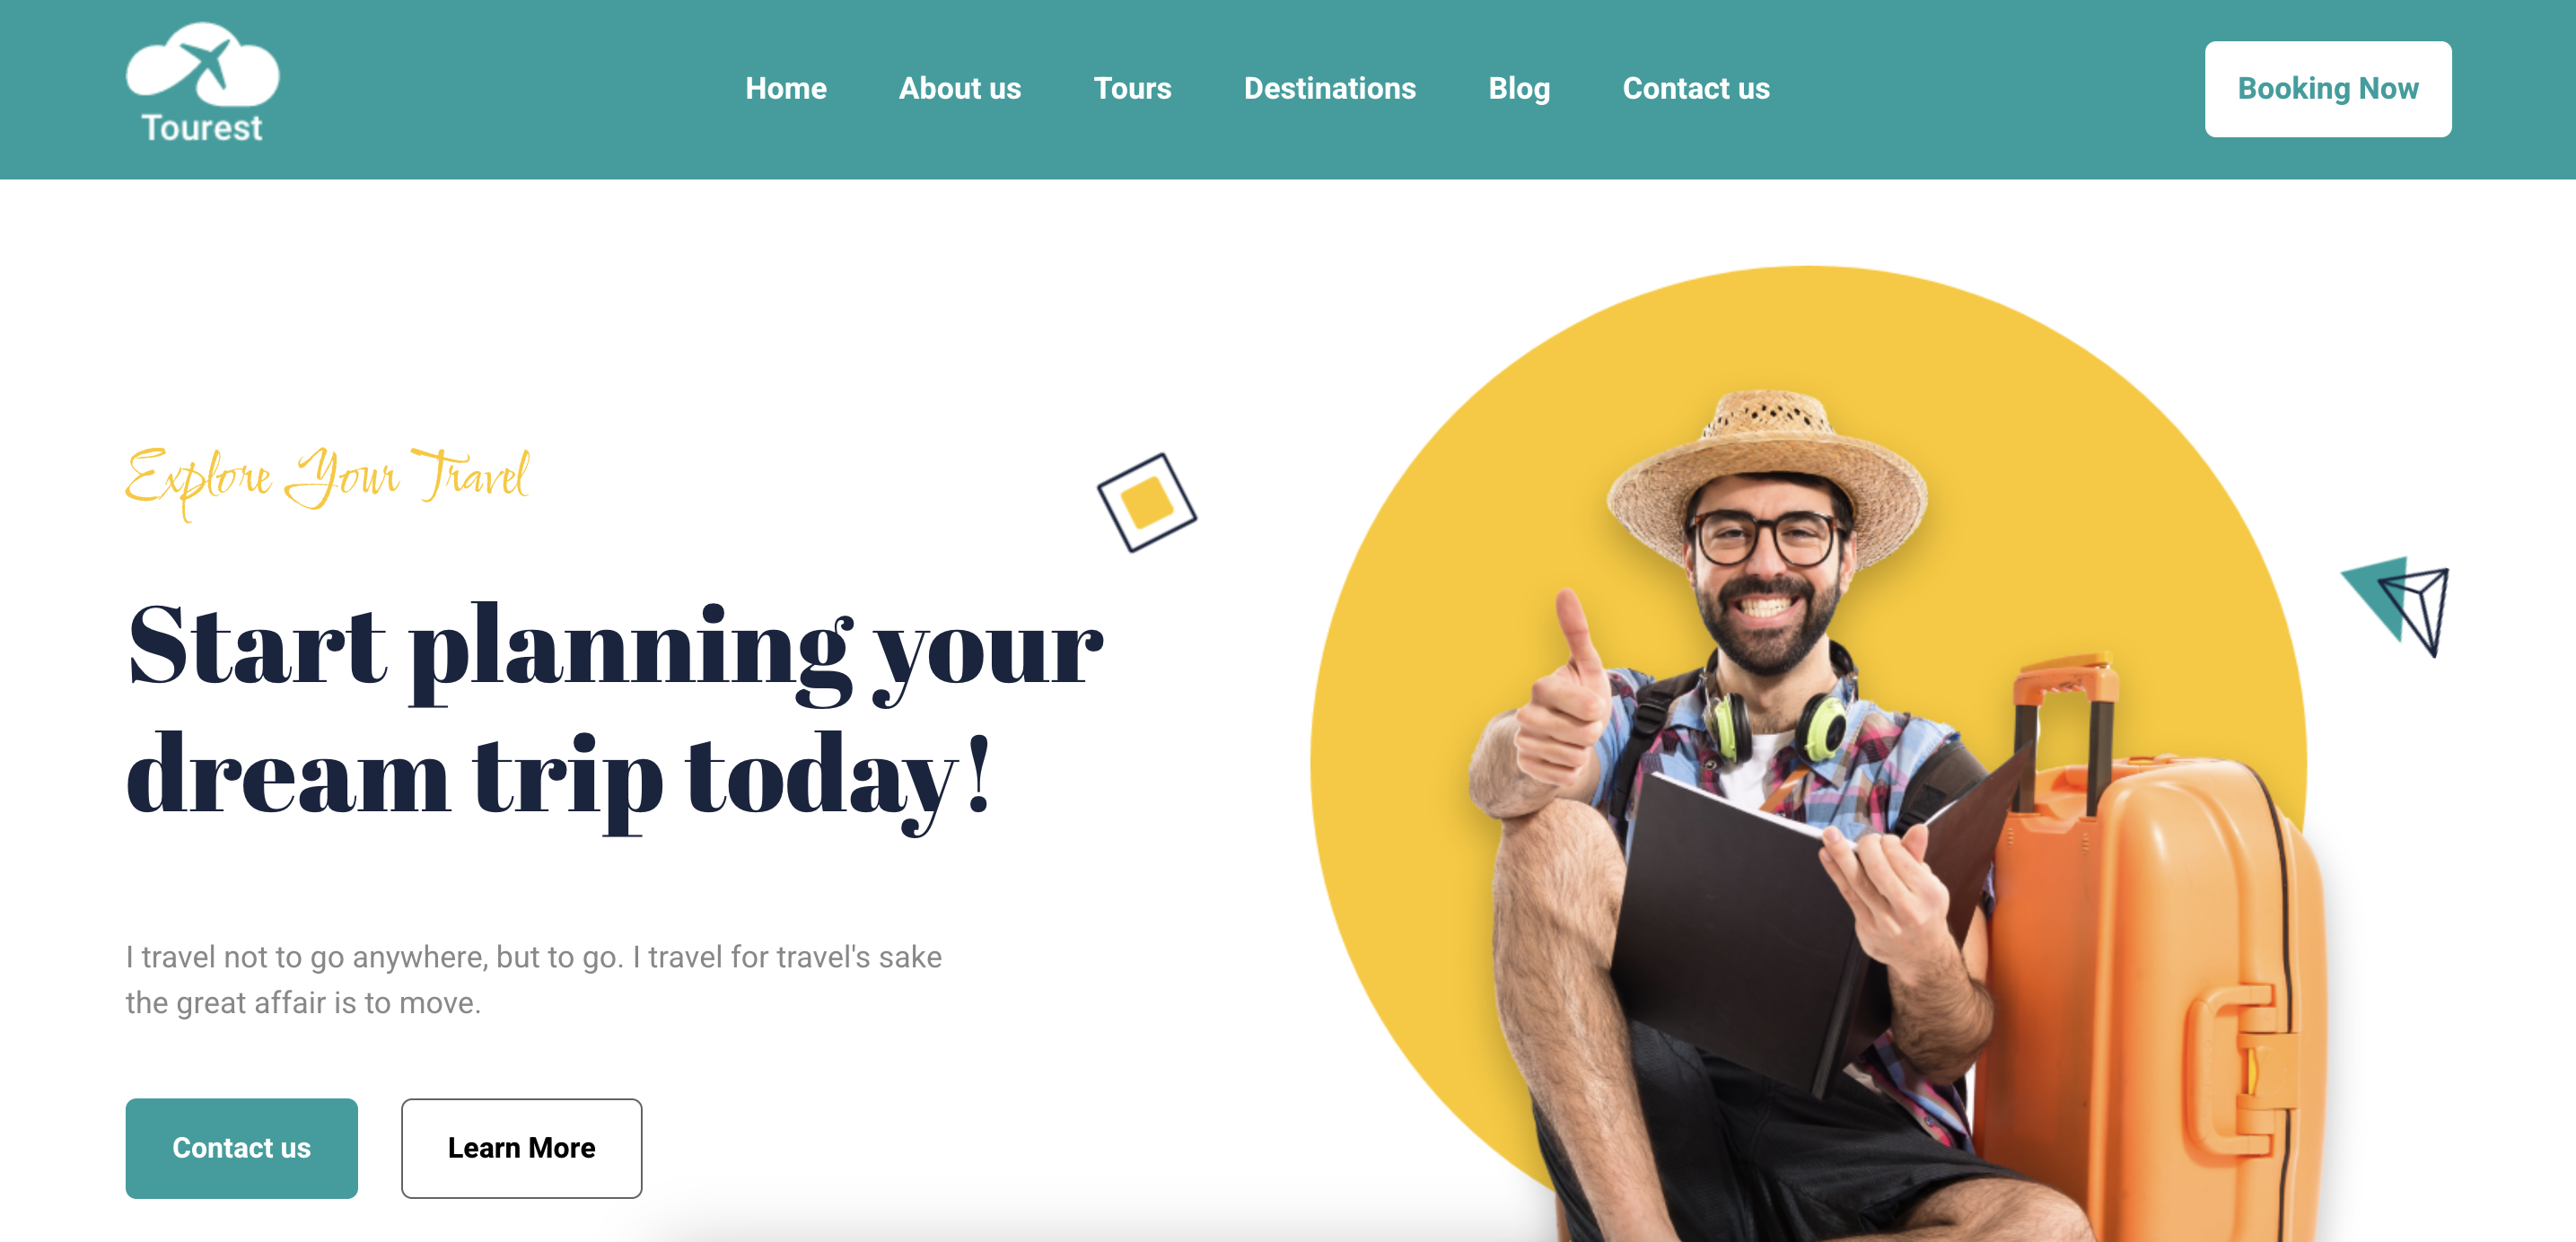 Tourest
Home
About us
Tours
Destinations
Blog
Contact us
Booking Now
Explore Your Travel
Start planning your
dream trip today!
I travel not to go anywhere, but to go. I travel for travel's sake
the great affair is to move.
Contact us
Learn More